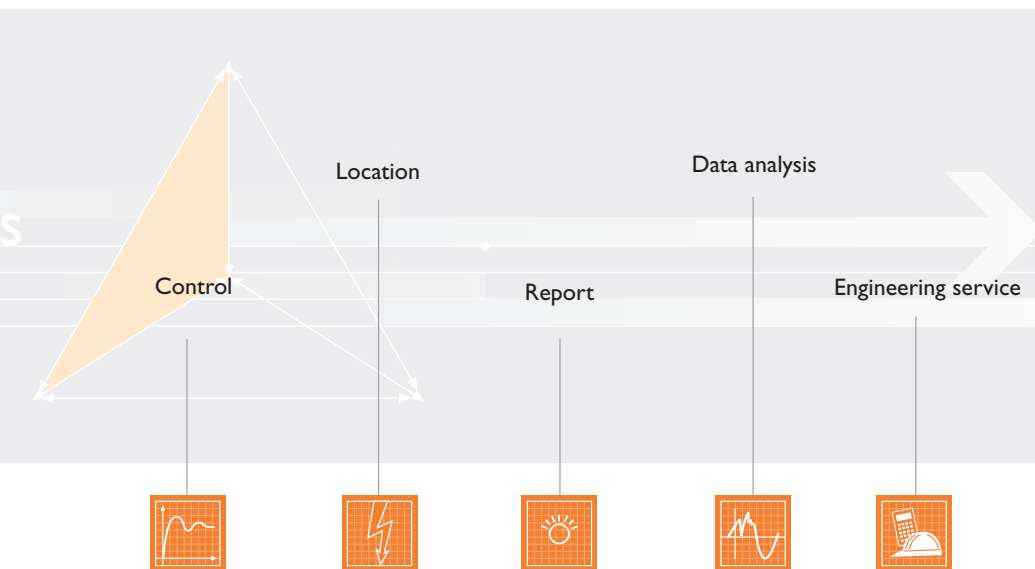 Location
Data analysis
s
Control
Report
Engineering service